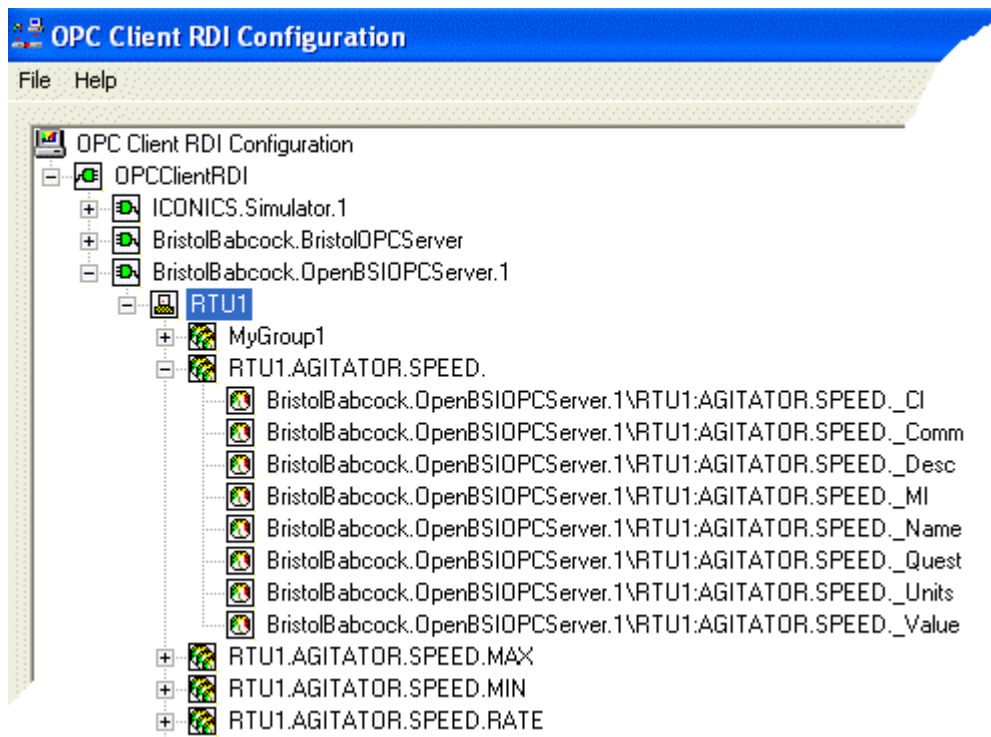 OPC Client RDI Configuration
File Help
OPC Client RDI Configuration
OPCClientRDI
ICONICS.Simulator.1
BristolBabcock.BristolOPCServer
BristolBabcock.OpenBSIOPCServer.1
RTU1
MyGroup1
RTU1.AGITATOR.SPEED.
BristolBabcock.OpenBSIOPCServer.1\RTU1:AGITATOR.SPEED._CI
BristolBabcock.OpenBSIOPCServer.1\RTU1:AGITATOR.SPEED._Comm
BristolBabcock.OpenBSIOPCServer.1\RTU1:AGITATOR.SPEED._Desc
BristolBabcock.OpenBSIOPCServer.1\RTU1:AGITATOR.SPEED._MI
BristolBabcock.OpenBSIOPCServer.1\RTU1:AGITATOR.SPEED._Name
BristolBabcock.OpenBSIOPCServer.1\RTU1:AGITATOR.SPEED._Quest
BristolBabcock.OpenBSIOPCServer.1\RTU1:AGITATOR.SPEED._Units
BristolBabcock.OpenBSIOPCServer.1\RTU1:AGITATOR.SPEED._Value
RTU1.AGITATOR.SPEED.MAX
RTU1.AGITATOR.SPEED.MIN
RTU1.AGITATOR.SPEED.RATE